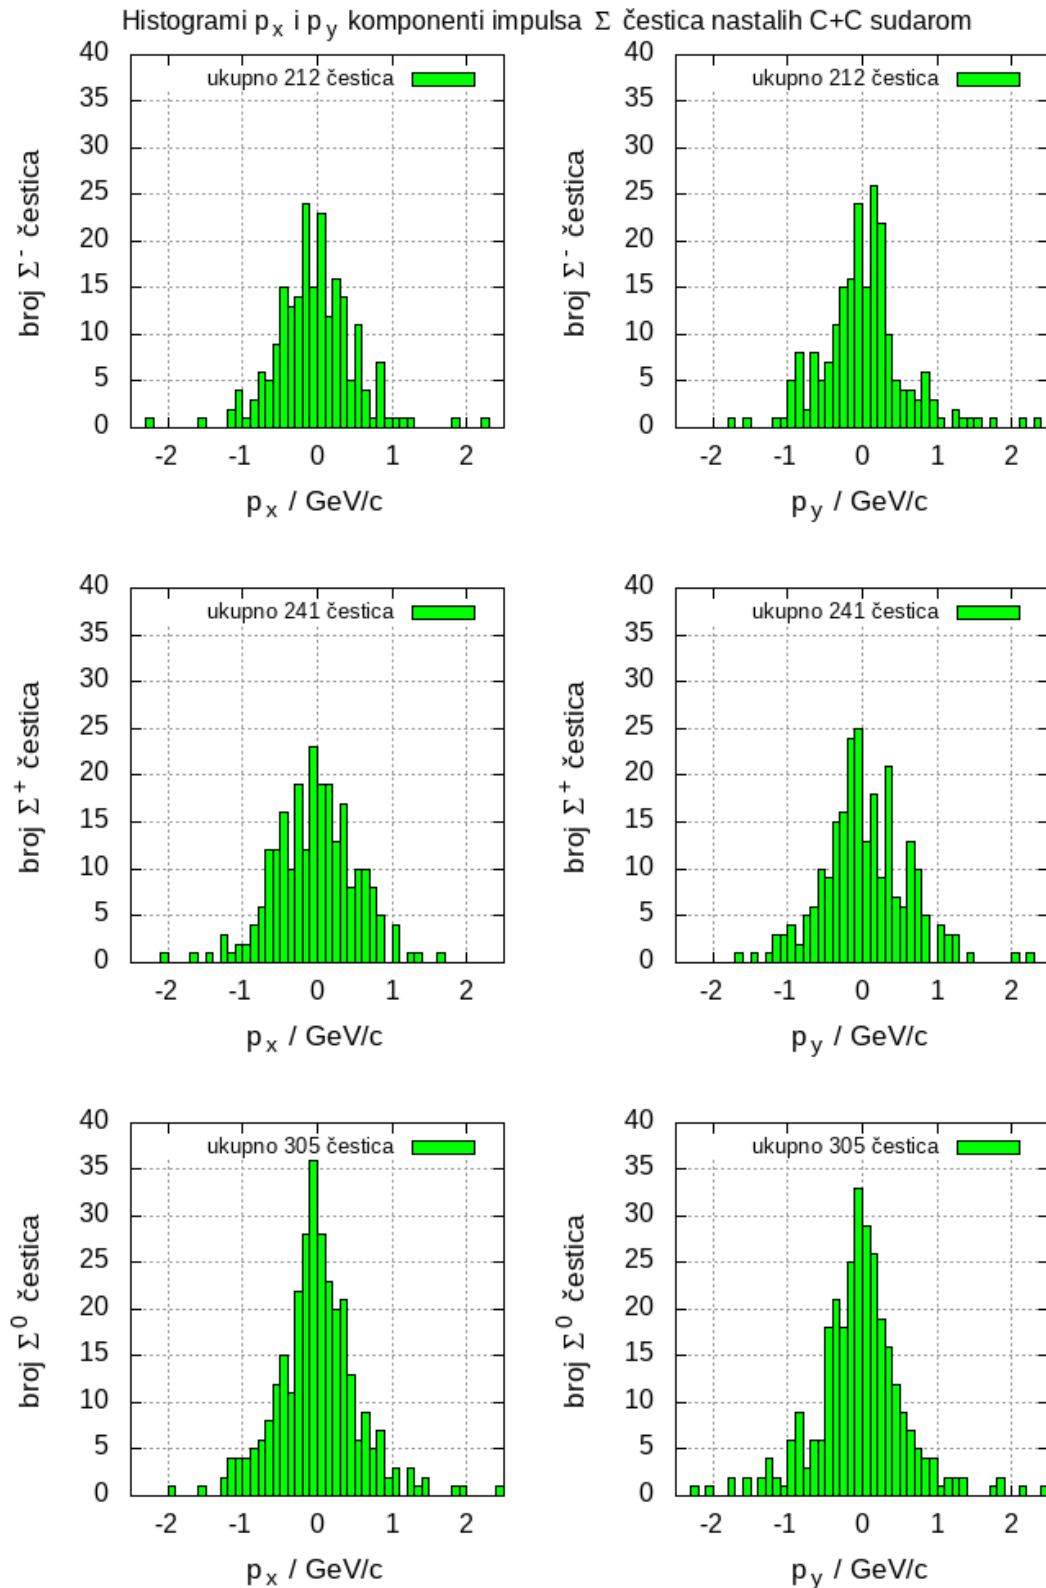 Histogrami pₓ i p_y komponenti impulsa Σ čestica nastalih C+C sudarom
ukupno 212 čestica
broj Σ⁻ čestica
40
35
30
25
20
15
10
5
0
-2 -1 0 1 2
pₓ / GeV/c
ukupno 212 čestica
broj Σ⁻ čestica
40
35
30
25
20
15
10
5
0
-2 -1 0 1 2
p_y / GeV/c
ukupno 241 čestica
broj Σ⁺ čestica
40
35
30
25
20
15
10
5
0
-2 -1 0 1 2
pₓ / GeV/c
ukupno 241 čestica
broj Σ⁺ čestica
40
35
30
25
20
15
10
5
0
-2 -1 0 1 2
p_y / GeV/c
ukupno 305 čestica
broj Σ⁰ čestica
40
35
30
25
20
15
10
5
0
-2 -1 0 1 2
pₓ / GeV/c
ukupno 305 čestica
broj Σ⁰ čestica
40
35
30
25
20
15
10
5
0
-2 -1 0 1 2
p_y / GeV/c